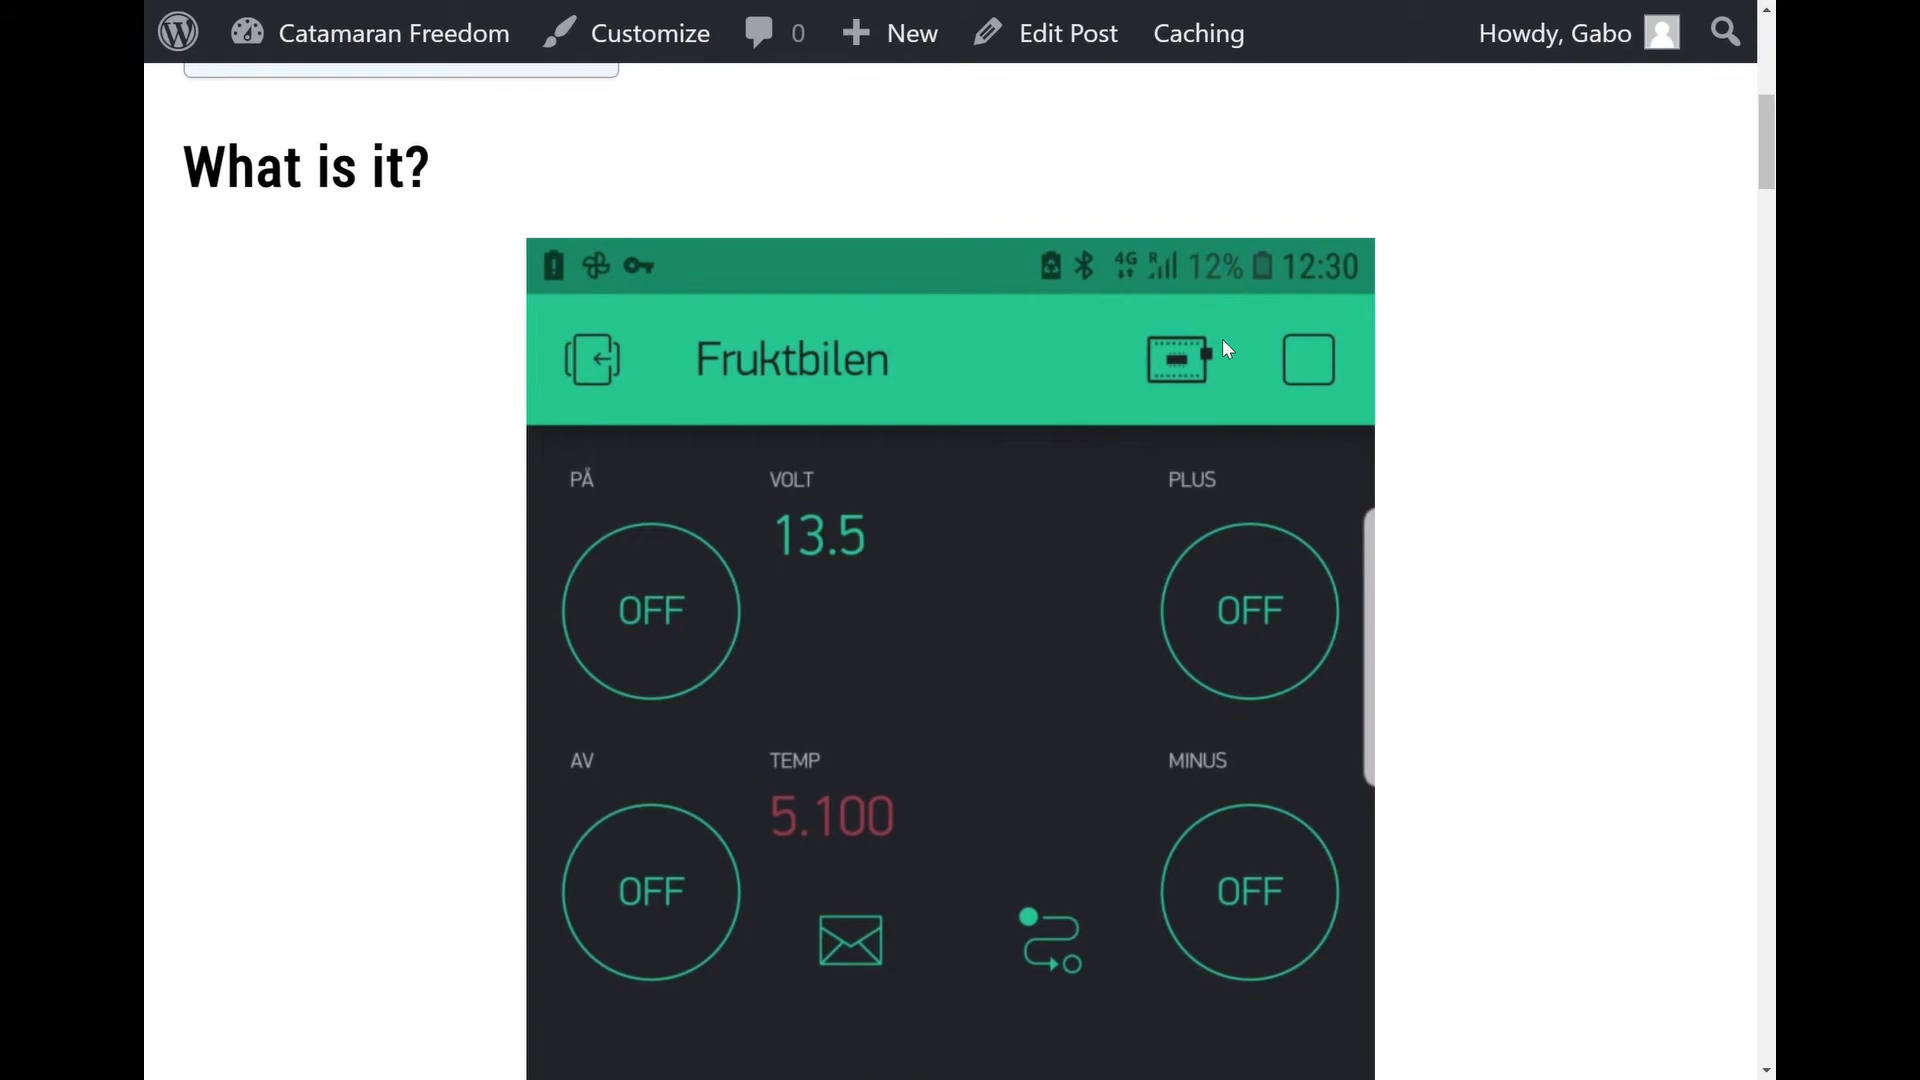 Catamaran Freedom Customize 0 New Edit Post Caching Howdy, Gabo
What is it?
4G R 12% 12:30
Fruktbilen
PÅ VOLT PLUS
13.5
OFF OFF
AV TEMP MINUS
5.100
OFF OFF